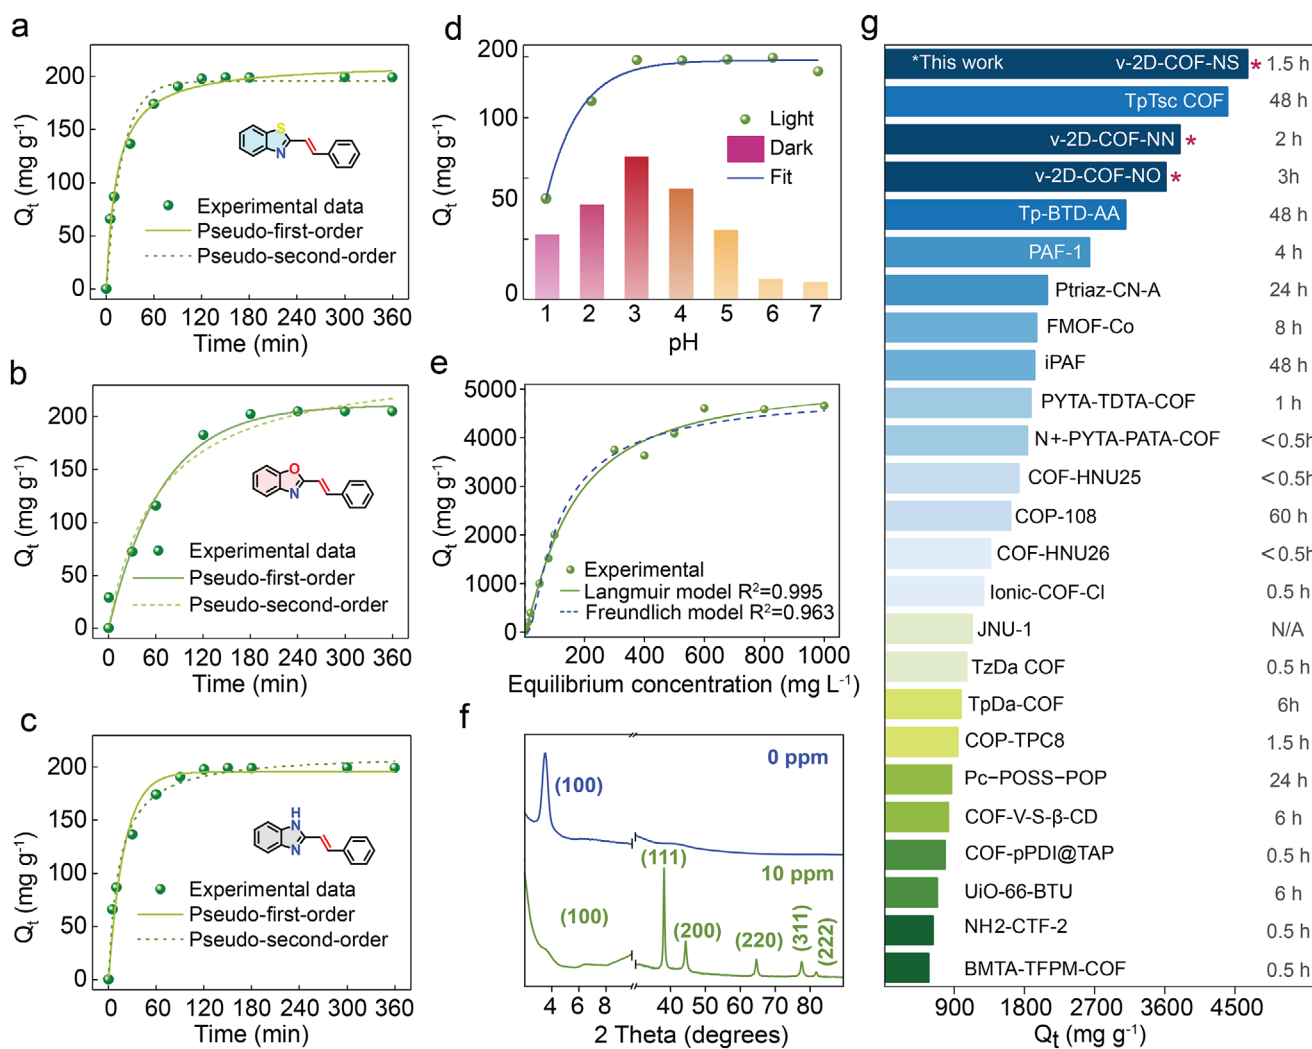 a
Q_t (mg g⁻¹)
200
150
100
50
0
S
N
Experimental data
Pseudo-first-order
Pseudo-second-order
0 60 120 180 240 300 360
Time (min)
b
Q_t (mg g⁻¹)
200
150
100
50
0
O
N
Experimental data
Pseudo-first-order
Pseudo-second-order
0 60 120 180 240 300 360
Time (min)
c
Q_t (mg g⁻¹)
200
150
100
50
0
H
N
N
Experimental data
Pseudo-first-order
Pseudo-second-order
0 60 120 180 240 300 360
Time (min)
d
Q_t (mg g⁻¹)
200
100
50
0
Light
Dark
Fit
1 2 3 4 5 6 7
pH
e
Q_t (mg g⁻¹)
5000
4000
3000
2000
1000
0
Experimental
Langmuir model R²=0.995
Freundlich model R²=0.963
200 400 600 800 1000
Equilibrium concentration (mg L⁻¹)
f
0 ppm
(100)
(111)
10 ppm
(100)
(200)
(220)
(311)
(222)
4 6 8 40 50 60 70 80
2 Theta (degrees)
g
*This work v-2D-COF-NS * 1.5 h
TpTsc COF 48 h
v-2D-COF-NN * 2 h
v-2D-COF-NO * 3h
Tp-BTD-AA 48 h
PAF-1 4 h
Ptriaz-CN-A 24 h
FMOF-Co 8 h
iPAF 48 h
PYTA-TDTA-COF 1 h
N+-PYTA-PATA-COF <0.5h
COF-HNU25 <0.5h
COP-108 60 h
COF-HNU26 <0.5h
Ionic-COF-Cl 0.5 h
JNU-1 N/A
TzDa COF 0.5 h
TpDa-COF 6h
COP-TPC8 1.5 h
Pc−POSS−POP 24 h
COF-V-S-β-CD 6 h
COF-pPDI@TAP 0.5 h
UiO-66-BTU 6 h
NH2-CTF-2 0.5 h
BMTA-TFPM-COF 0.5 h
900 1800 2700 3600 4500
Q_t (mg g⁻¹)